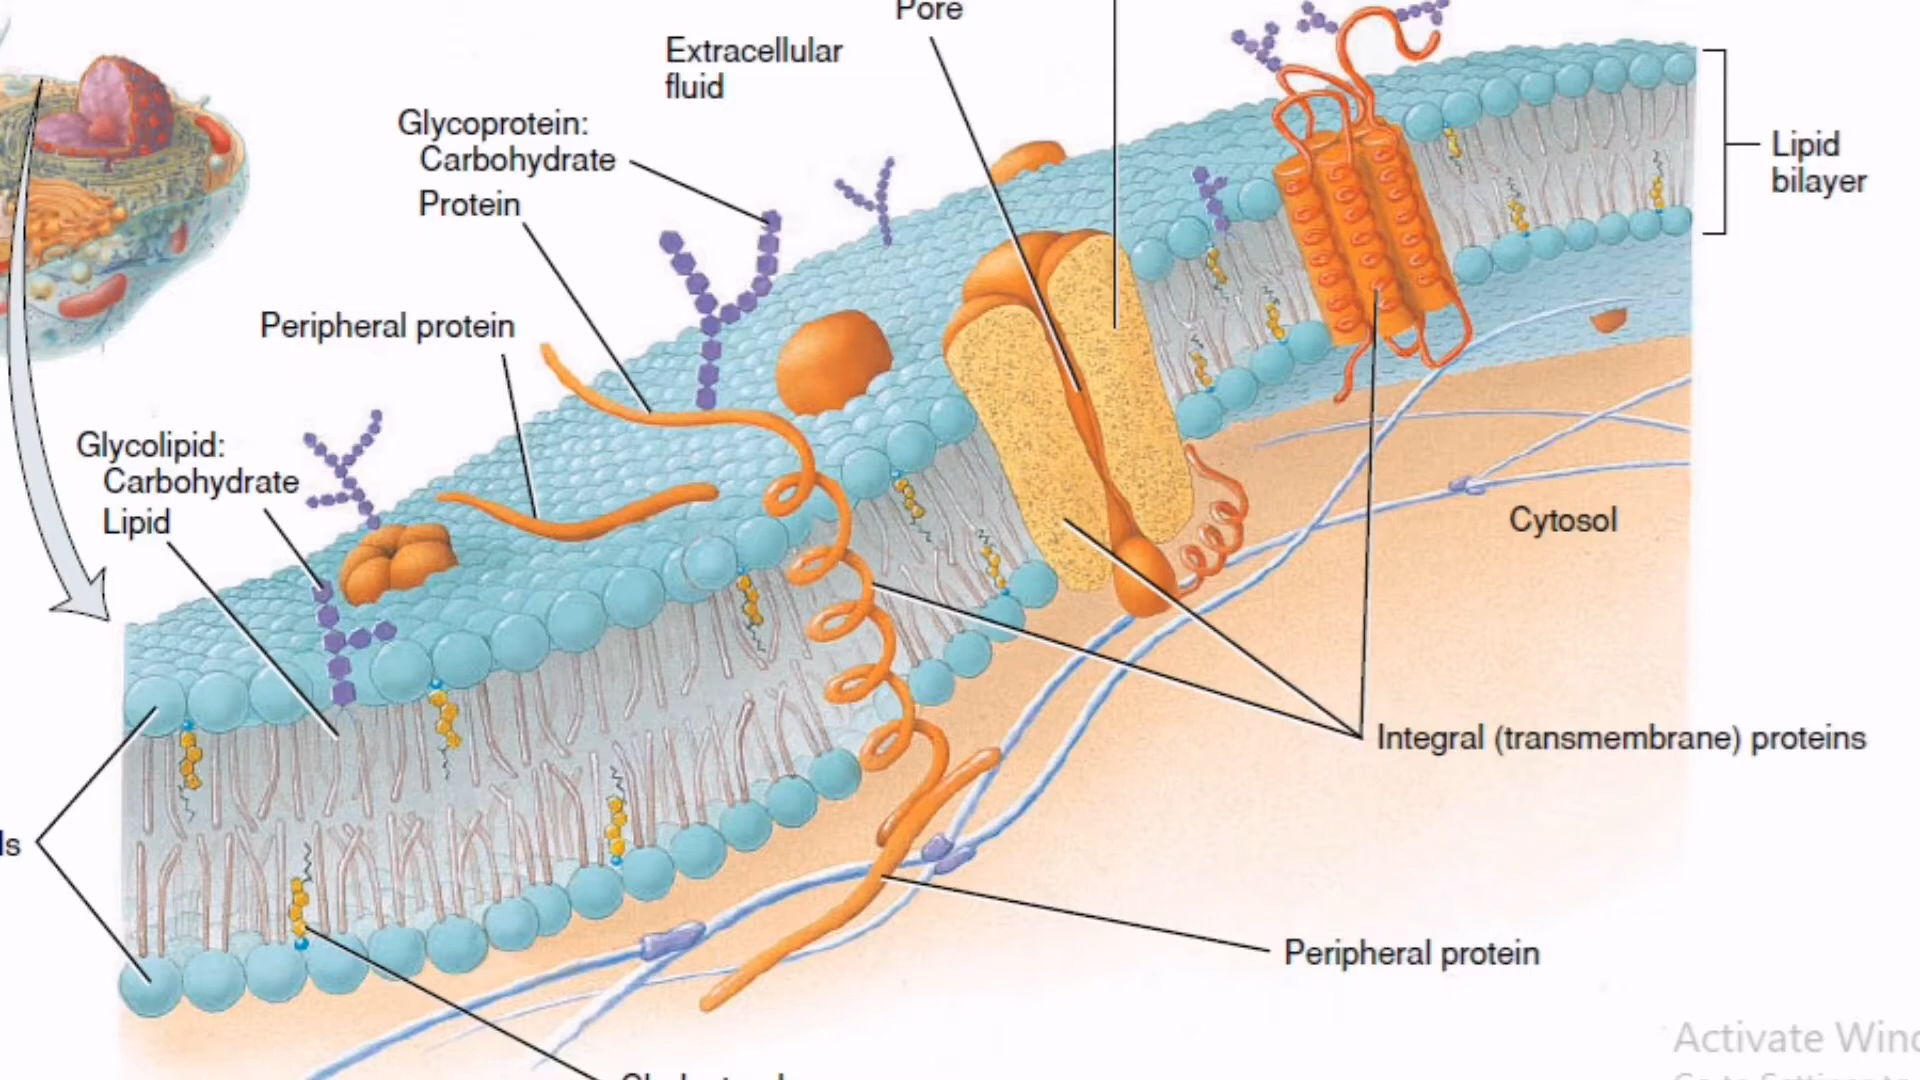 Pore
Extracellular
fluid
Glycoprotein:
Carbohydrate
Protein
Lipid
bilayer
Peripheral protein
Glycolipid:
Carbohydrate
Lipid
Cytosol
Integral (transmembrane) proteins
Peripheral protein
Activate